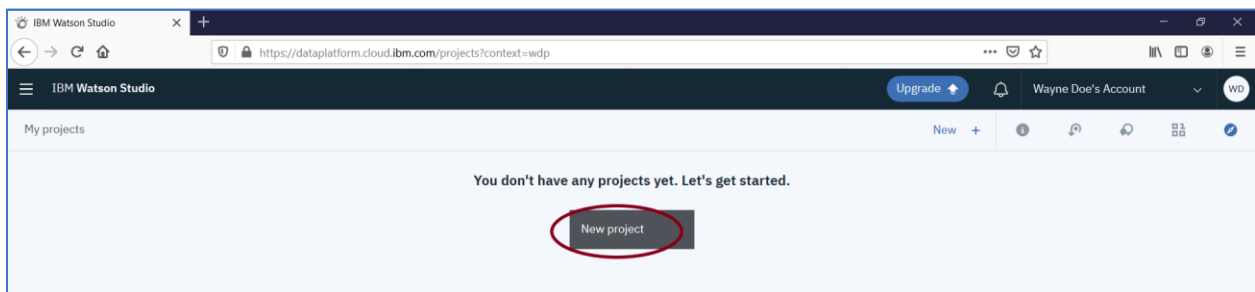 IBM Watson Studio
https://dataplatform.cloud.ibm.com/projects?context=wdp
IBM Watson Studio
Upgrade
Wayne Doe's Account
WD
My projects
New +
You don't have any projects yet. Let's get started.
New project